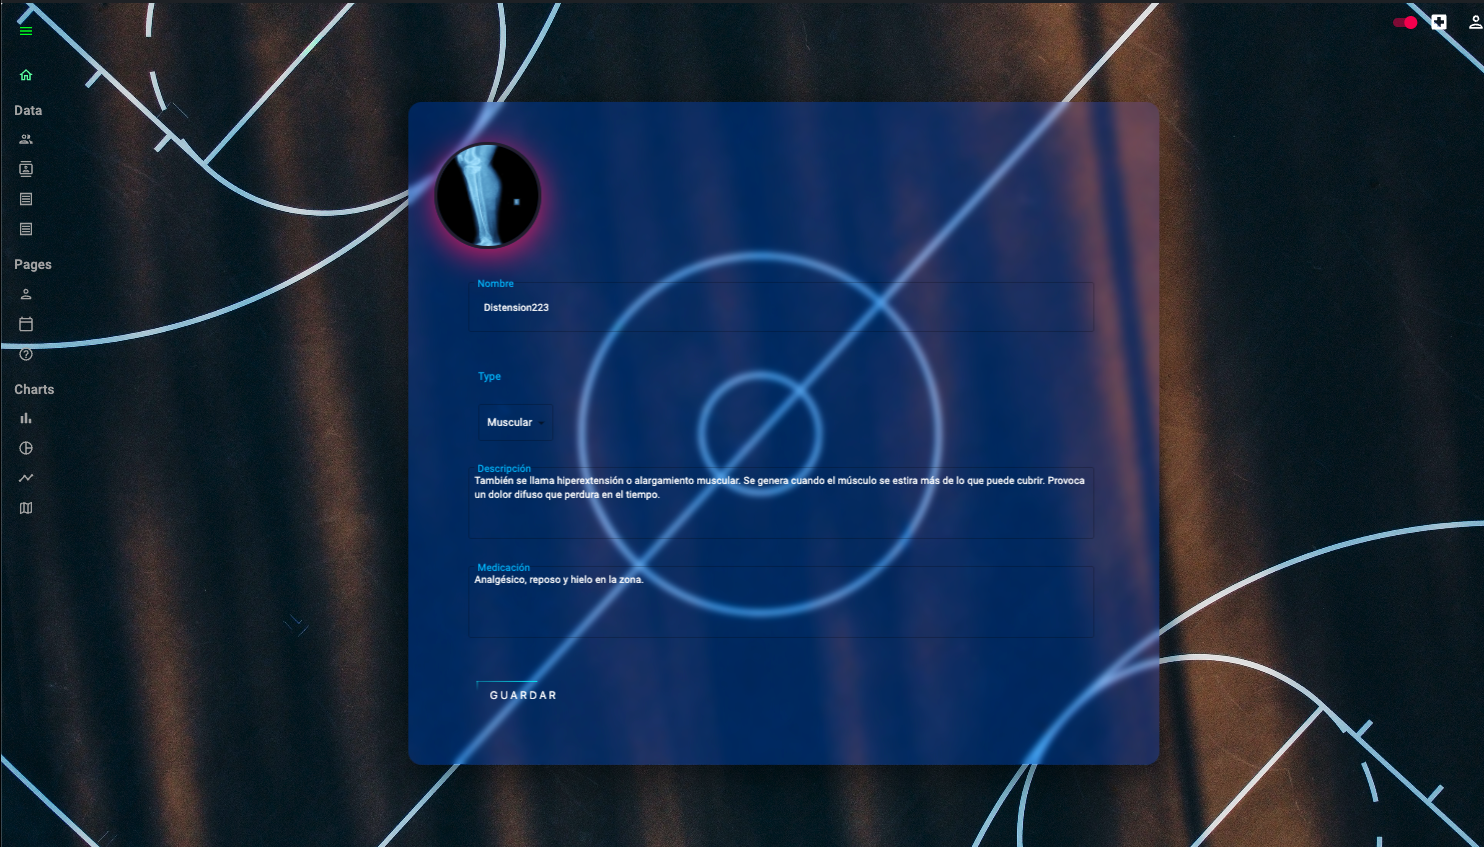 Data
Pages
Charts
Nombre
Distension223
Type
Muscular
Descripción
También se llama hiperextensión o alargamiento muscular. Se genera cuando el músculo se estira más de lo que puede cubrir. Provoca
un dolor difuso que perdura en el tiempo.
Medicación
Analgésico, reposo y hielo en la zona.
GUARDAR